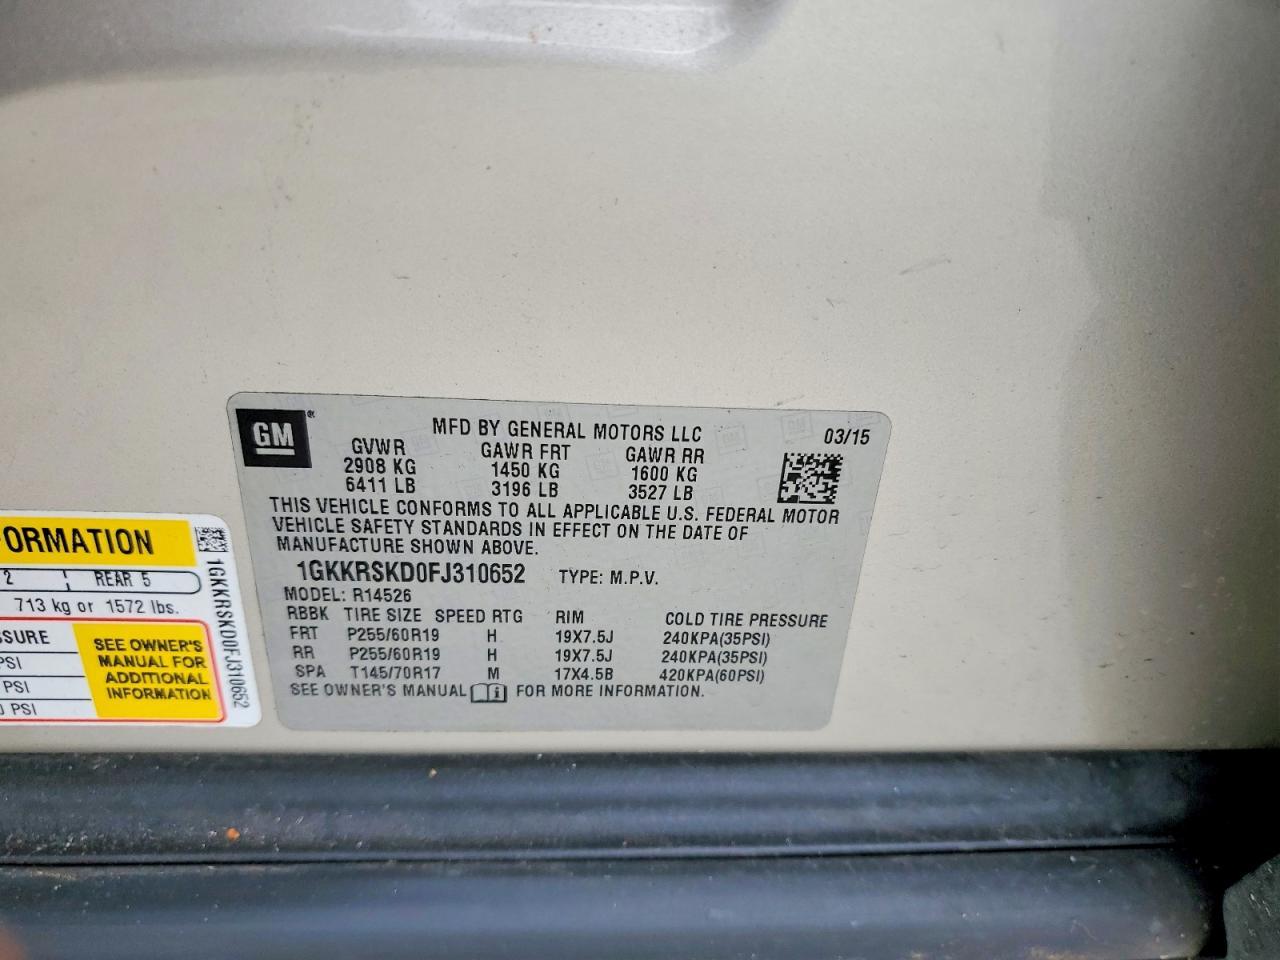 GM®
MFD BY GENERAL MOTORS LLC 03/15
GVWR GAWR FRT GAWR RR
2908 KG 1450 KG 1600 KG
6411 LB 3196 LB 3527 LB
THIS VEHICLE CONFORMS TO ALL APPLICABLE U.S. FEDERAL MOTOR
VEHICLE SAFETY STANDARDS IN EFFECT ON THE DATE OF
MANUFACTURE SHOWN ABOVE.
1GKKRSKD0FJ310652 TYPE: M.P.V.
MODEL: R14526
RBBK TIRE SIZE SPEED RTG RIM COLD TIRE PRESSURE
FRT P255/60R19 H 19X7.5J 240KPA(35PSI)
RR P255/60R19 H 19X7.5J 240KPA(35PSI)
SPA T145/70R17 M 17X4.5B 420KPA(60PSI)
SEE OWNER'S MANUAL i FOR MORE INFORMATION.
ORMATION
2 REAR 5
713 kg or 1572 lbs.
SSURE
PSI
PSI
PSI
SEE OWNER'S
MANUAL FOR
ADDITIONAL
INFORMATION
1GKKRSKD0FJ310652